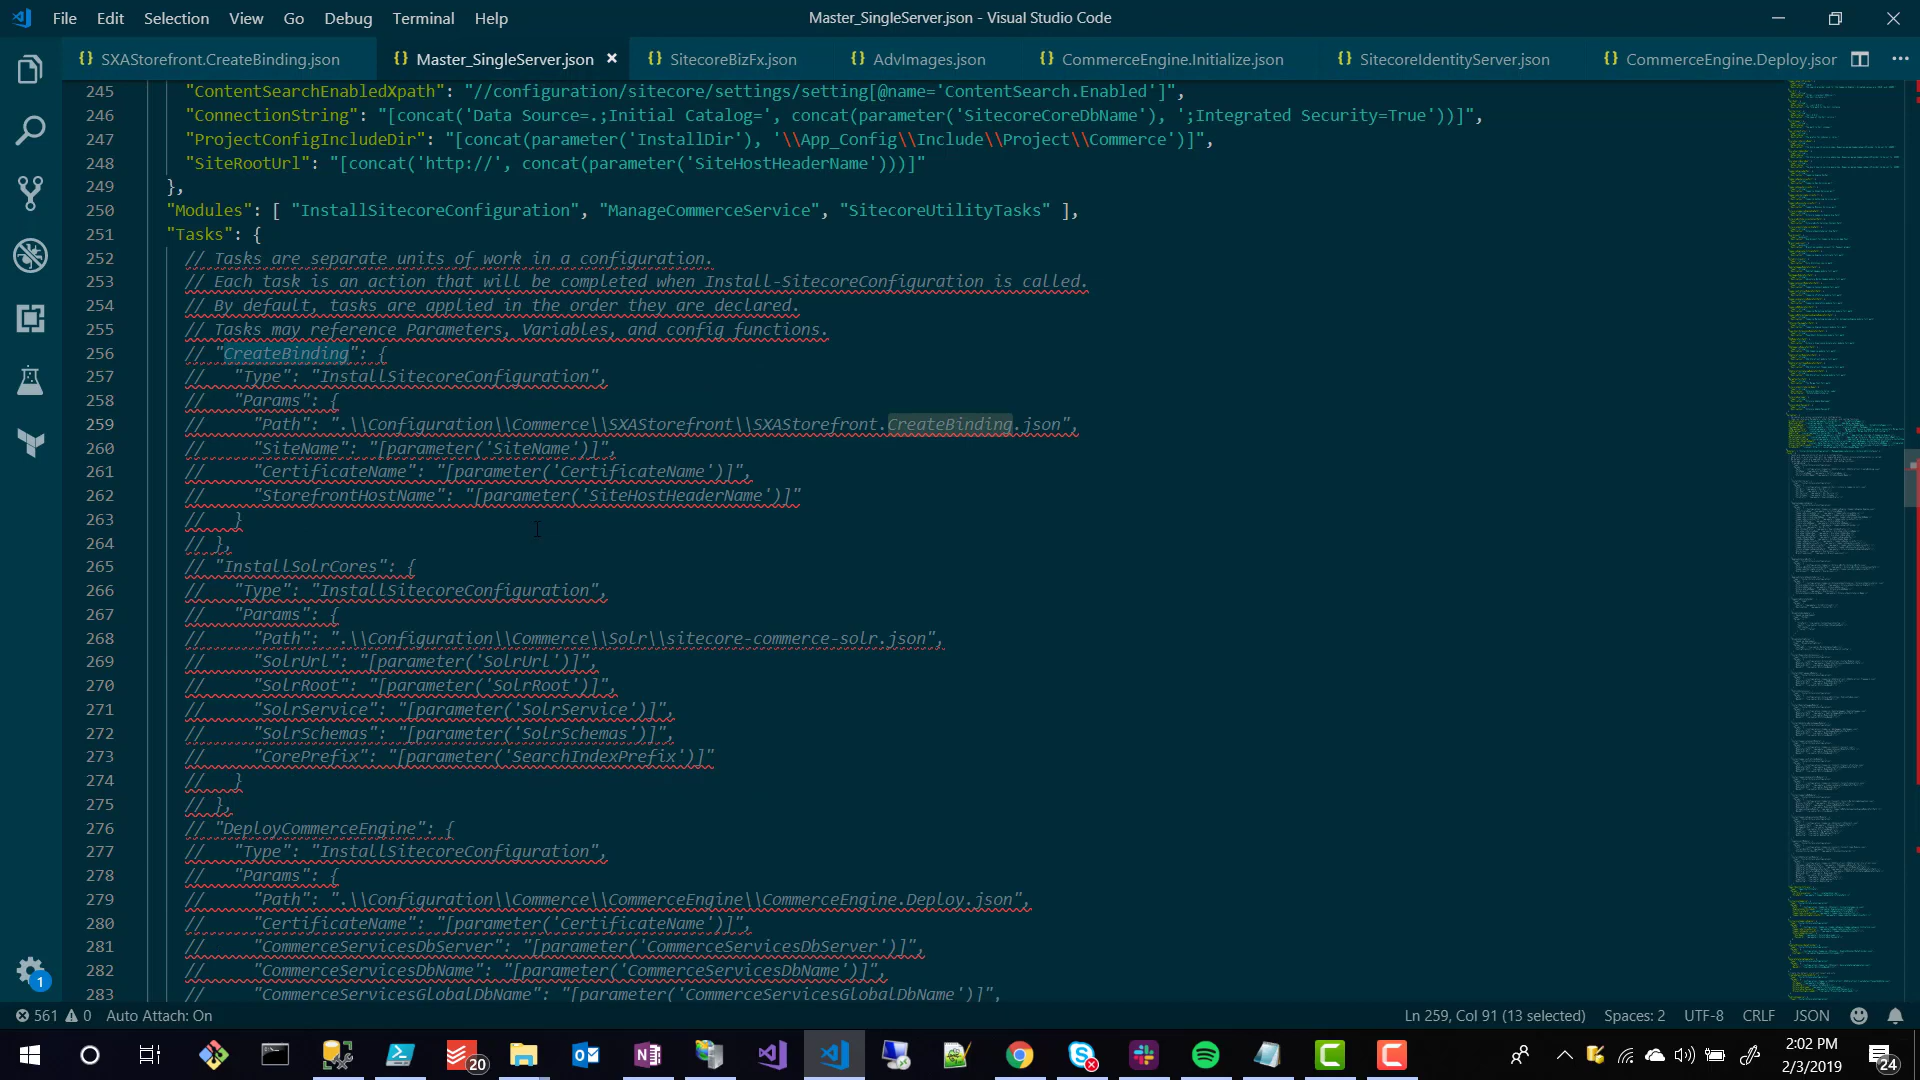 File Edit Selection View Go Debug Terminal Help Master_SingleServer.json - Visual Studio Code
{} SXAStorefront.CreateBinding.json {} Master_SingleServer.json × {} SitecoreBizFx.json {} AdvImages.json {} CommerceEngine.Initialize.json {} SitecoreIdentityServer.json {} CommerceEngine.Deploy.jsor
245 "ContentSearchEnabledXpath": "//configuration/sitecore/settings/setting[@name='ContentSearch.Enabled']",
246 "ConnectionString": "[concat('Data Source=.;Initial Catalog=', concat(parameter('SitecoreCoreDbName'), ';Integrated Security=True'))]",
247 "ProjectConfigIncludeDir": "[concat(parameter('InstallDir'), '\\App_Config\\Include\\Project\\Commerce')]",
248 "SiteRootUrl": "[concat('http://', concat(parameter('SiteHostHeaderName')))]"
249 },
250 "Modules": [ "InstallSitecoreConfiguration", "ManageCommerceService", "SitecoreUtilityTasks" ],
251 "Tasks": {
252 // Tasks are separate units of work in a configuration.
253 // Each task is an action that will be completed when Install-SitecoreConfiguration is called.
254 // By default, tasks are applied in the order they are declared.
255 // Tasks may reference Parameters, Variables, and config functions.
256 // "CreateBinding": {
257 // "Type": "InstallSitecoreConfiguration",
258 // "Params": {
259 // "Path": ".\\Configuration\\Commerce\\SXAStorefront\\SXAStorefront.CreateBinding.json",
260 // "SiteName": "[parameter('SiteName')]",
261 // "CertificateName": "[parameter('CertificateName')]",
262 // "StorefrontHostName": "[parameter('SiteHostHeaderName')]"
263 // }
264 // },
265 // "InstallSolrCores": {
266 // "Type": "InstallSitecoreConfiguration",
267 // "Params": {
268 // "Path": ".\\Configuration\\Commerce\\Solr\\sitecore-commerce-solr.json",
269 // "SolrUrl": "[parameter('SolrUrl')]",
270 // "SolrRoot": "[parameter('SolrRoot')]",
271 // "SolrService": "[parameter('SolrService')]",
272 // "SolrSchemas": "[parameter('SolrSchemas')]",
273 // "CorePrefix": "[parameter('SearchIndexPrefix')]"
274 // }
275 // },
276 // "DeployCommerceEngine": {
277 // "Type": "InstallSitecoreConfiguration",
278 // "Params": {
279 // "Path": ".\\Configuration\\Commerce\\CommerceEngine\\CommerceEngine.Deploy.json",
280 // "CertificateName": "[parameter('CertificateName')]",
281 // "CommerceServicesDbServer": "[parameter('CommerceServicesDbServer')]",
282 // "CommerceServicesDbName": "[parameter('CommerceServicesDbName')]",
283 // "CommerceServicesGlobalDbName": "[parameter('CommerceServicesGlobalDbName')]",
1
561 0 Auto Attach: On Ln 259, Col 91 (13 selected) Spaces: 2 UTF-8 CRLF JSON
20 2:02 PM
2/3/2019 24